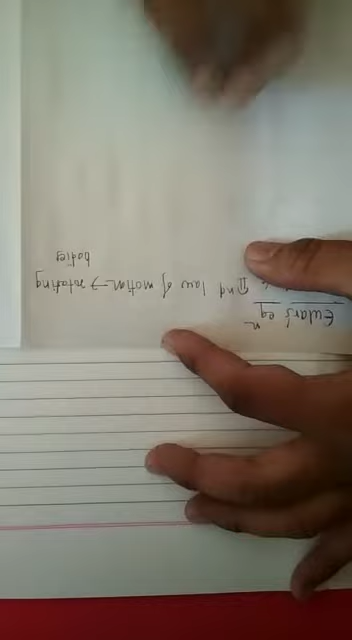 Euler's eqn
IInd law of motion → rotating
bodies